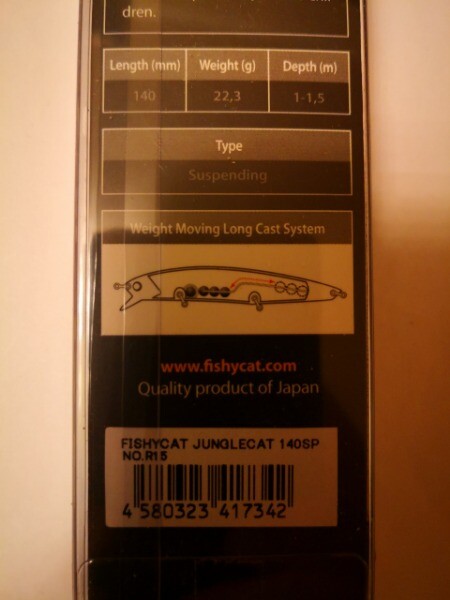 dren.
Length (mm) Weight (g) Depth (m)
140 22,3 1-1,5
Type
Suspending
Weight Moving Long Cast System
www.fishycat.com
Quality product of Japan
FISHYCAT JUNGLECAT 140SP
NO.R15
4 580323 417342